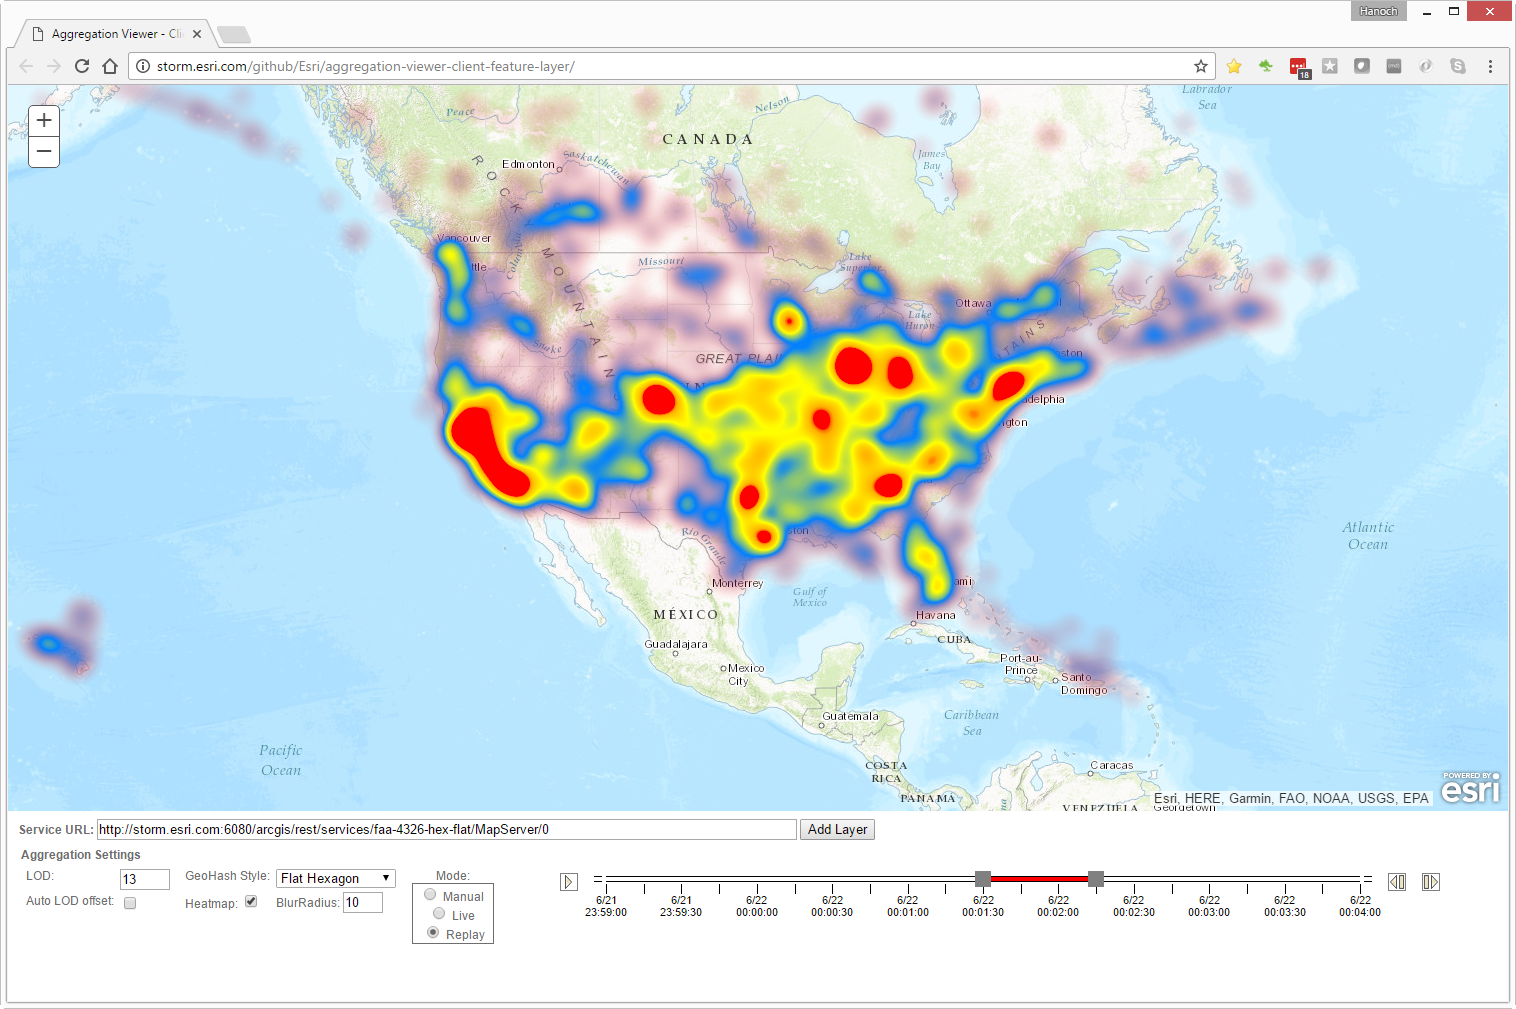 Hanoch
Aggregation Viewer - Cli
storm.esri.com/github/Esri/aggregation-viewer-client-feature-layer/
18
+
−
Labrador
Sea
Peace
Nelson
CANADA
James
Bay
Edmonton
Saskatchewan
ROCK
MOUNTAIN
Vancouver
ttle
Columbia
Missouri
Lake
Superior
Ottawa
Lake
Huron
Snake
GREAT PLAI
TAINS
ston
adelphia
ington
ston
Rio Grande
Monterrey
Gulf of
Mexico
ami
Havana
MÉXICO
CUBA
Guadalajara
Mexico
City
Port-au-
Prince
Santo
Domingo
Guatemala
Caribbean
Sea
COSTA
RICA
PANAMÁ
Caracas
VENEZUELA
Georgetown
Atlantic
Ocean
Pacific
Ocean
POWERED BY
esri
Esri, HERE, Garmin, FAO, NOAA, USGS, EPA
Service URL: http://storm.esri.com:6080/arcgis/rest/services/faa-4326-hex-flat/MapServer/0 Add Layer
Aggregation Settings
LOD: 13 GeoHash Style: Flat Hexagon Mode:
Auto LOD offset: Heatmap: BlurRadius: 10
Manual
Live
Replay
6/21 6/21 6/22 6/22 6/22 6/22 6/22 6/22 6/22 6/22 6/22
23:59:00 23:59:30 00:00:00 00:00:30 00:01:00 00:01:30 00:02:00 00:02:30 00:03:00 00:03:30 00:04:00